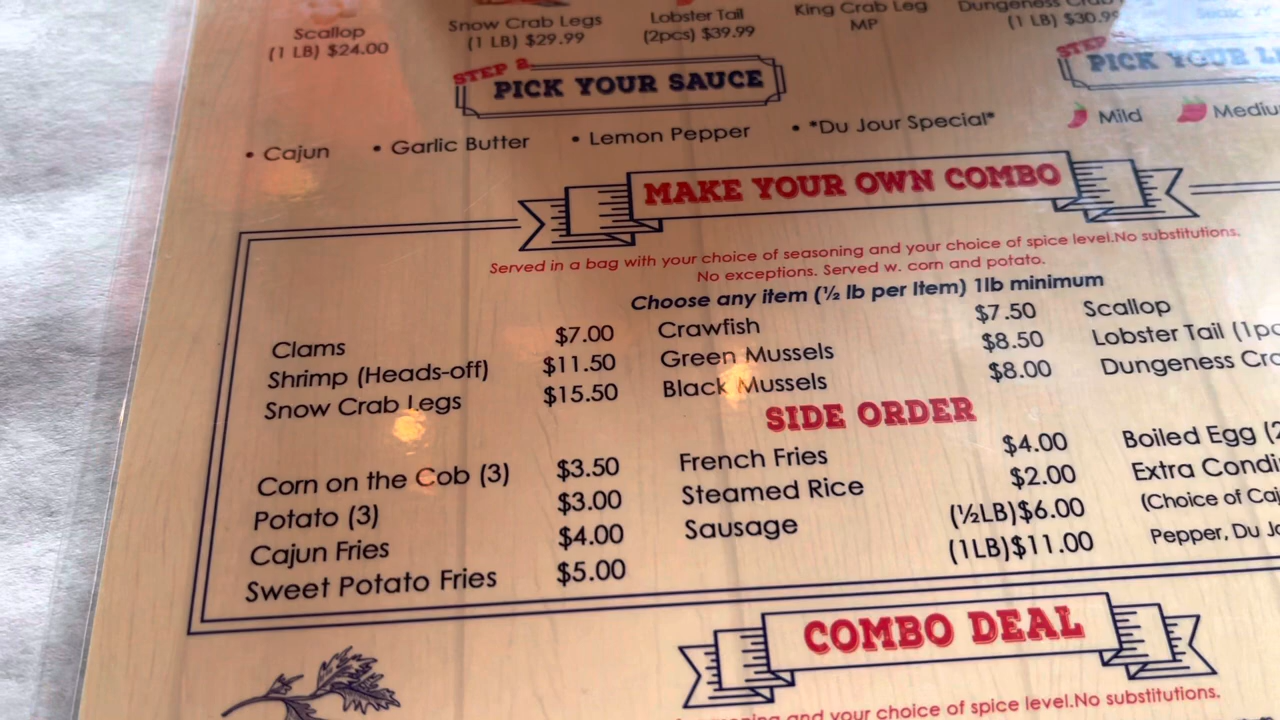 Scallop
(1 LB) $24.00
Snow Crab Legs
(1 LB) $29.99
Lobster Tail
(2pcs) $39.99
King Crab Leg
MP
Dungeness Crab
(1 LB) $30.99
STEP 2
PICK YOUR SAUCE
STEP
PICK YOUR
• Cajun • Garlic Butter • Lemon Pepper • *Du Jour Special*
Mild
MAKE YOUR OWN COMBO
Served in a bag with your choice of seasoning and your choice of spice level.No substitutions.
No exceptions. Served w. corn and potato.
Choose any item (½ lb per Item) 1lb minimum
Clams $7.00 Crawfish $7.50 Scallop
Shrimp (Heads-off) $11.50 Green Mussels $8.50 Lobster Tail
Snow Crab Legs $15.50 Black Mussels $8.00 Dungeness
SIDE ORDER
Corn on the Cob (3) $3.50 French Fries $4.00 Boiled Egg
Potato (3) $3.00 Steamed Rice $2.00 Extra
Cajun Fries $4.00 Sausage (½LB)$6.00 (Choice of
Sweet Potato Fries $5.00 (1LB)$11.00 Pepper, Du
COMBO DEAL
and your choice of spice level.No substitutions.